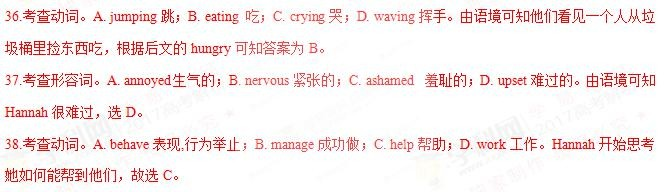 36.考查动词。A. jumping 跳；B. eating 吃；C. crying 哭；D. waving 挥手。由语境可知他们看见一个人从垃
圾桶里捡东西吃，根据后文的 hungry 可知答案为 B。
37.考查形容词。A. annoyed生气的；B. nervous 紧张的；C. ashamed 羞耻的；D. upset 难过的。由语境可知
Hannah 很难过，选 D。
38.考查动词。A. behave 表现,行为举止；B. manage 成功做；C. help 帮助；D. work 工作。Hannah 开始思考
她如何能帮到他们，故选 C。